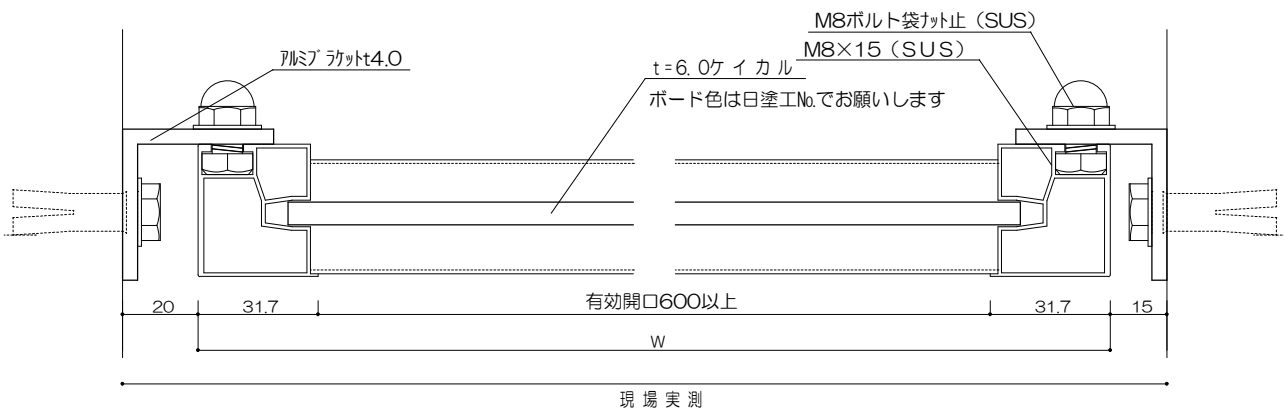 M8ボルト袋ナット止（SUS）
M8×15（SUS）
アルミブラケットt4.0
t=6.0ケイカル
ボード色は日塗工No.でお願いします
20
31.7
有効開口600以上
31.7
15
W
現場実測